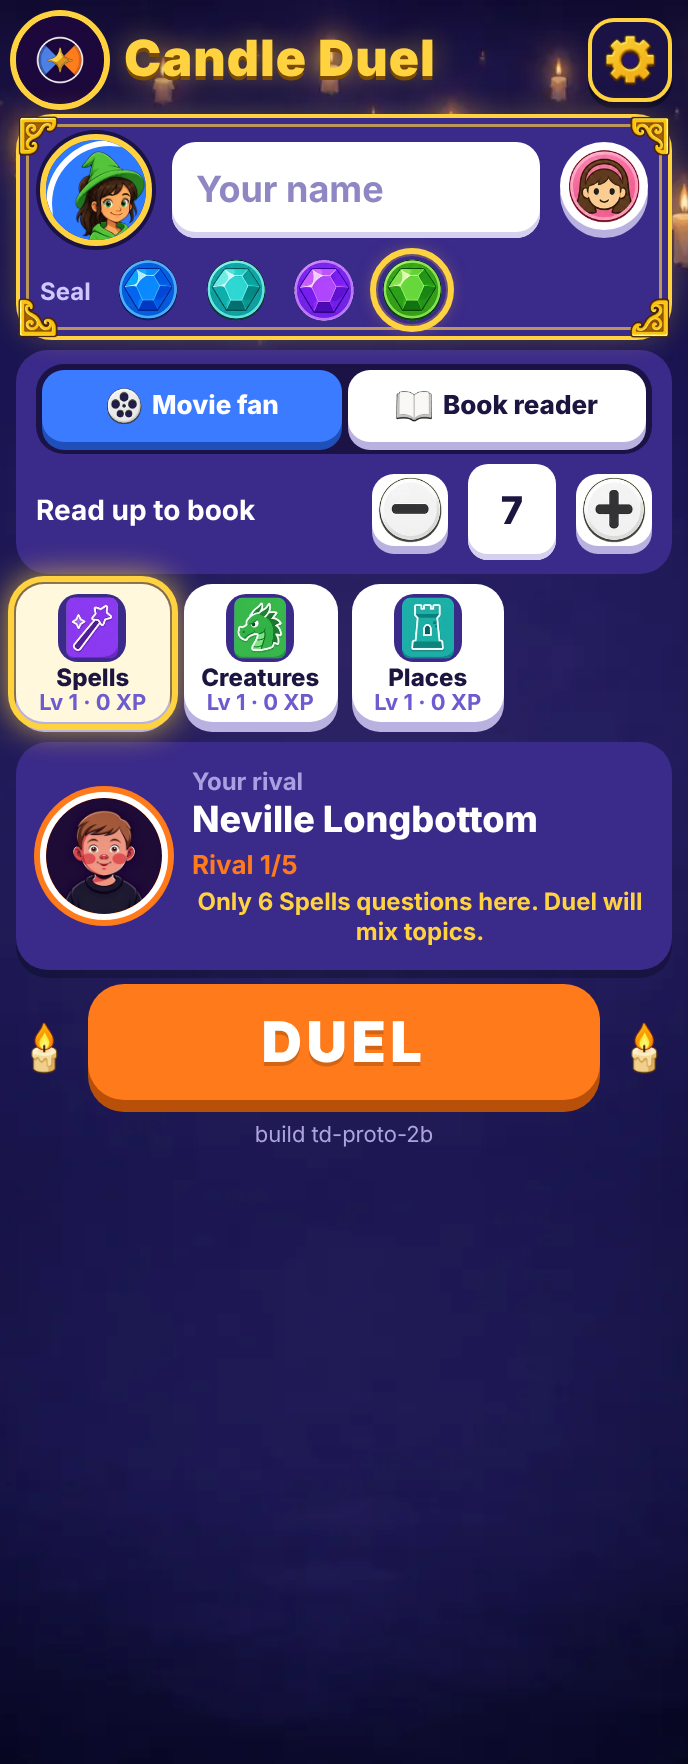 Candle Duel
Your name
Seal
Movie fan
Book reader
Read up to book
7
Spells
Lv 1 · 0 XP
Creatures
Lv 1 · 0 XP
Places
Lv 1 · 0 XP
Your rival
Neville Longbottom
Rival 1/5
Only 6 Spells questions here. Duel will
mix topics.
DUEL
build td-proto-2b